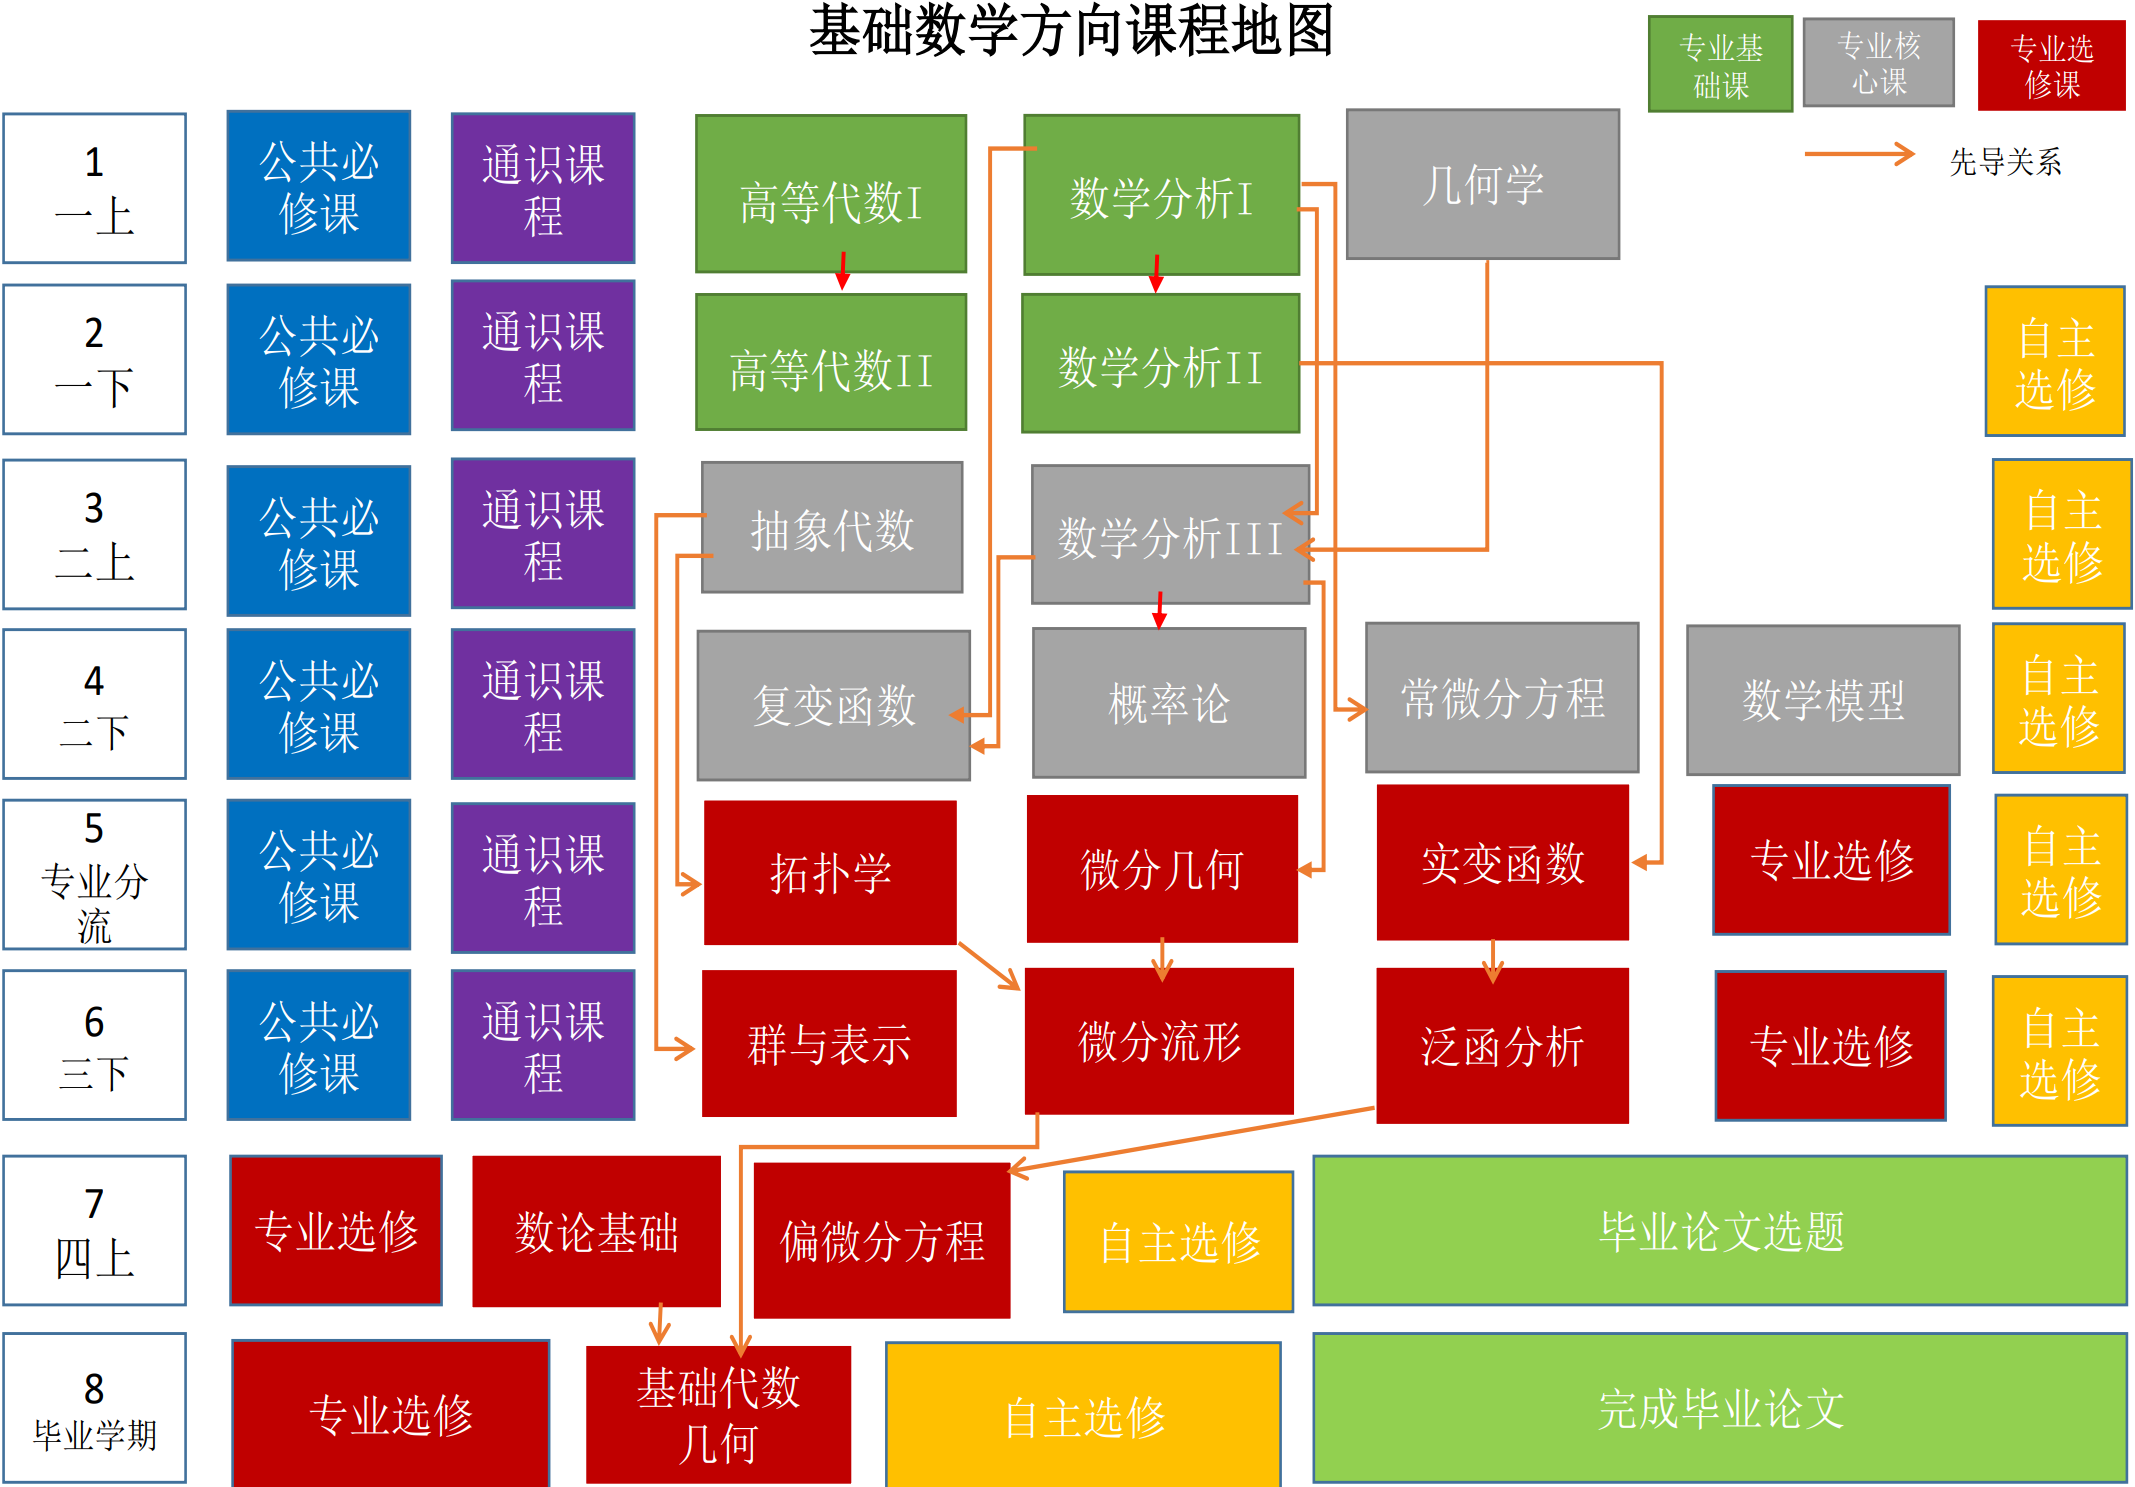 基础数学方向课程地图
专业基
础课
专业核
心课
专业选
修课
先导关系
1
一上
公共必
修课
通识课
程
高等代数I
数学分析I
几何学
2
一下
公共必
修课
通识课
程
高等代数II
数学分析II
自主
选修
3
二上
公共必
修课
通识课
程
抽象代数
数学分析III
自主
选修
4
二下
公共必
修课
通识课
程
复变函数
概率论
常微分方程
数学模型
自主
选修
5
专业分
流
公共必
修课
通识课
程
拓扑学
微分几何
实变函数
专业选修
自主
选修
6
三下
公共必
修课
通识课
程
群与表示
微分流形
泛函分析
专业选修
自主
选修
7
四上
专业选修
数论基础
偏微分方程
自主选修
毕业论文选题
8
毕业学期
专业选修
基础代数
几何
自主选修
完成毕业论文